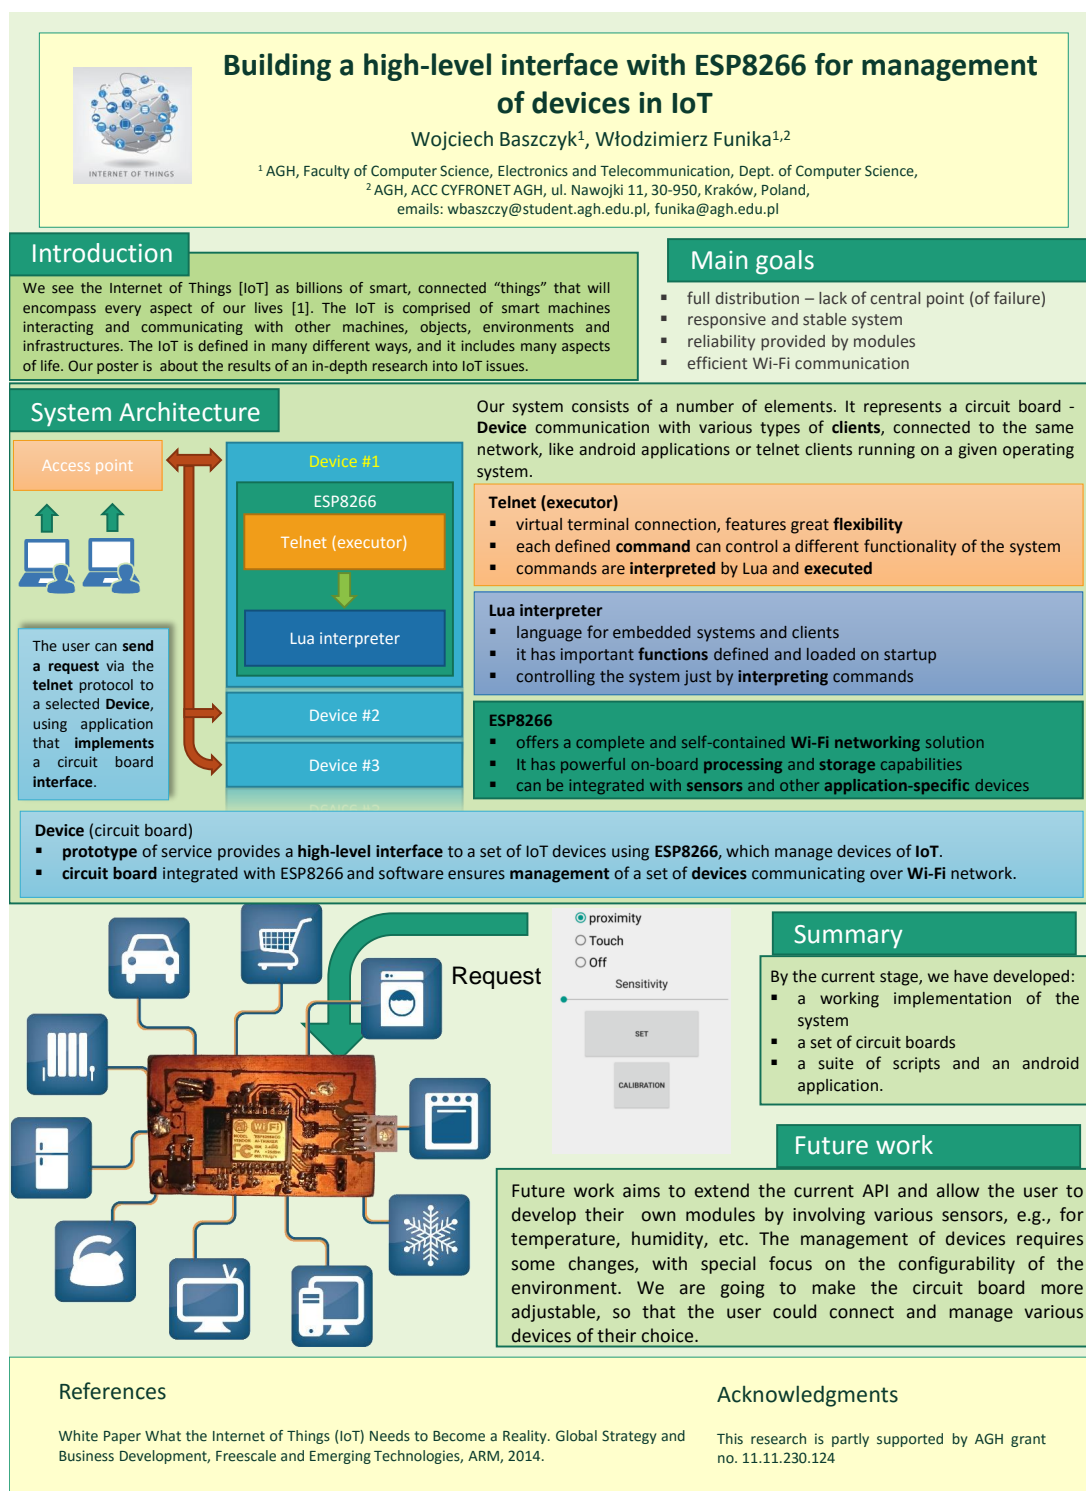 Building a high-level interface with ESP8266 for management
of devices in IoT
Wojciech Baszczyk1, Włodzimierz Funika1,2
1 AGH, Faculty of Computer Science, Electronics and Telecommunication, Dept. of Computer Science,
2 AGH, ACC CYFRONET AGH, ul. Nawojki 11, 30-950, Kraków, Poland,
emails: wbaszczy@student.agh.edu.pl, funika@agh.edu.pl
INTERNET OF THINGS
Introduction
We see the Internet of Things [IoT] as billions of smart, connected “things” that will
encompass every aspect of our lives [1]. The IoT is comprised of smart machines
interacting and communicating with other machines, objects, environments and
infrastructures. The IoT is defined in many different ways, and it includes many aspects
of life. Our poster is about the results of an in-depth research into IoT issues.
Main goals
▪ full distribution – lack of central point (of failure)
▪ responsive and stable system
▪ reliability provided by modules
▪ efficient Wi-Fi communication
System Architecture
Access point
Device #1
ESP8266
Telnet (executor)
Lua interpreter
Device #2
Device #3
The user can send
a request via the
telnet protocol to
a selected Device,
using application
that implements
a circuit board
interface.
Our system consists of a number of elements. It represents a circuit board -
Device communication with various types of clients, connected to the same
network, like android applications or telnet clients running on a given operating
system.
Telnet (executor)
▪ virtual terminal connection, features great flexibility
▪ each defined command can control a different functionality of the system
▪ commands are interpreted by Lua and executed
Lua interpreter
▪ language for embedded systems and clients
▪ it has important functions defined and loaded on startup
▪ controlling the system just by interpreting commands
ESP8266
▪ offers a complete and self-contained Wi-Fi networking solution
▪ It has powerful on-board processing and storage capabilities
▪ can be integrated with sensors and other application-specific devices
Device (circuit board)
▪ prototype of service provides a high-level interface to a set of IoT devices using ESP8266, which manage devices of IoT.
▪ circuit board integrated with ESP8266 and software ensures management of a set of devices communicating over Wi-Fi network.
Request
WiFi
FC
proximity
Touch
Off
Sensitivity
SET
CALIBRATION
Summary
By the current stage, we have developed:
▪ a working implementation of the
system
▪ a set of circuit boards
▪ a suite of scripts and an android
application.
Future work
Future work aims to extend the current API and allow the user to
develop their own modules by involving various sensors, e.g., for
temperature, humidity, etc. The management of devices requires
some changes, with special focus on the configurability of the
environment. We are going to make the circuit board more
adjustable, so that the user could connect and manage various
devices of their choice.
References
White Paper What the Internet of Things (IoT) Needs to Become a Reality. Global Strategy and
Business Development, Freescale and Emerging Technologies, ARM, 2014.
Acknowledgments
This research is partly supported by AGH grant
no. 11.11.230.124